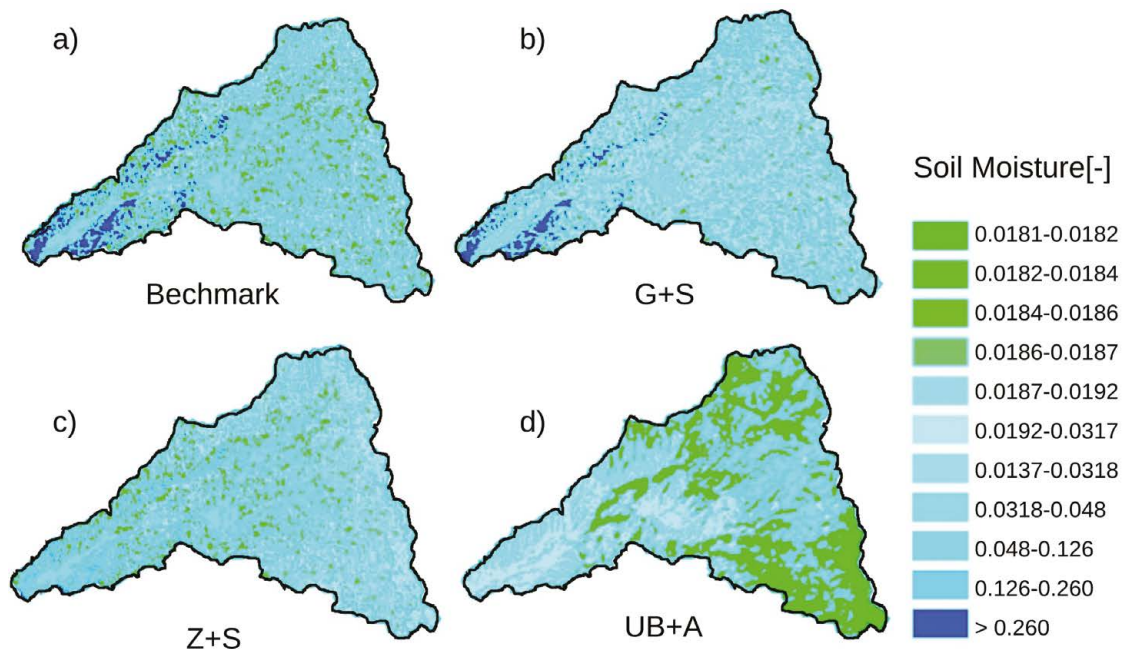 a)
Bechmark
b)
G+S
c)
Z+S
d)
UB+A
Soil Moisture[-]
0.0181-0.0182
0.0182-0.0184
0.0184-0.0186
0.0186-0.0187
0.0187-0.0192
0.0192-0.0317
0.0137-0.0318
0.0318-0.048
0.048-0.126
0.126-0.260
> 0.260